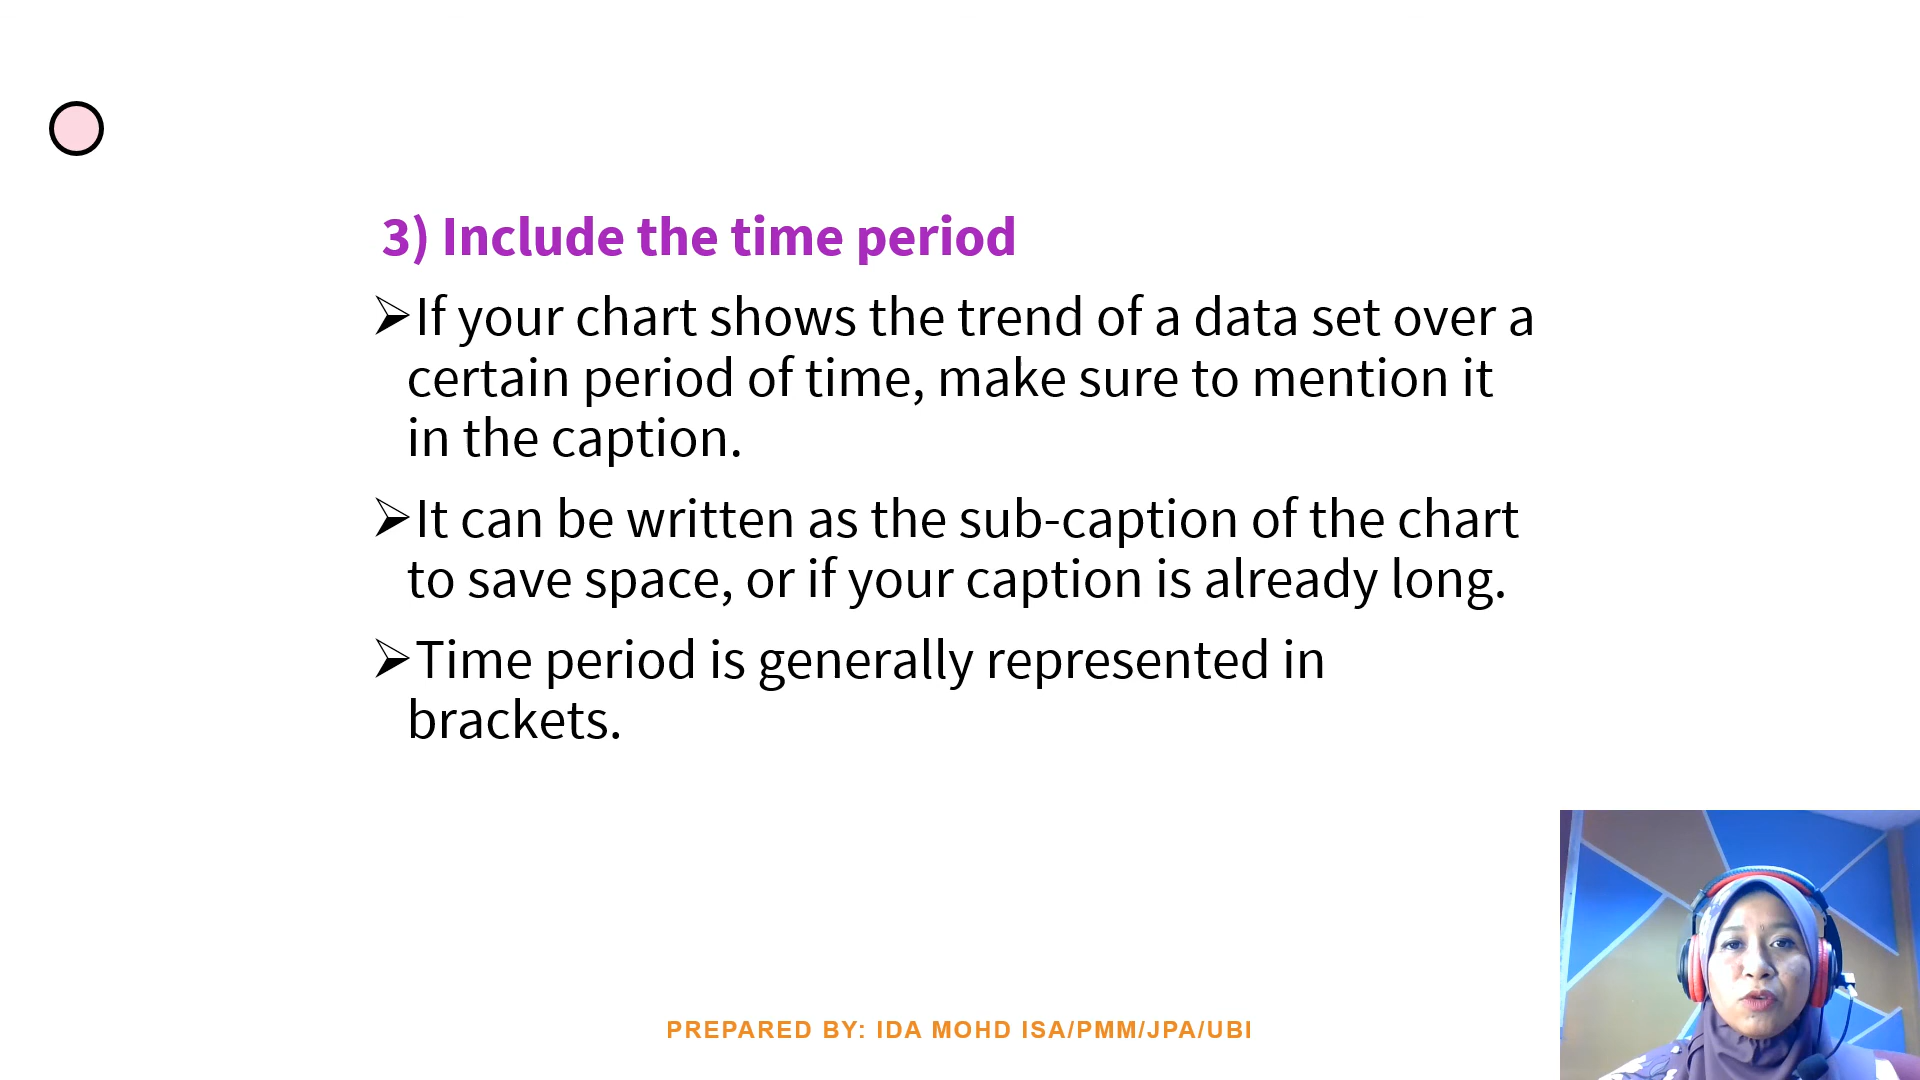 3) Include the time period
➢If your chart shows the trend of a data set over a
certain period of time, make sure to mention it
in the caption.
➢It can be written as the sub-caption of the chart
to save space, or if your caption is already long.
➢Time period is generally represented in
brackets.
PREPARED BY: IDA MOHD ISA/PMM/JPA/UBI